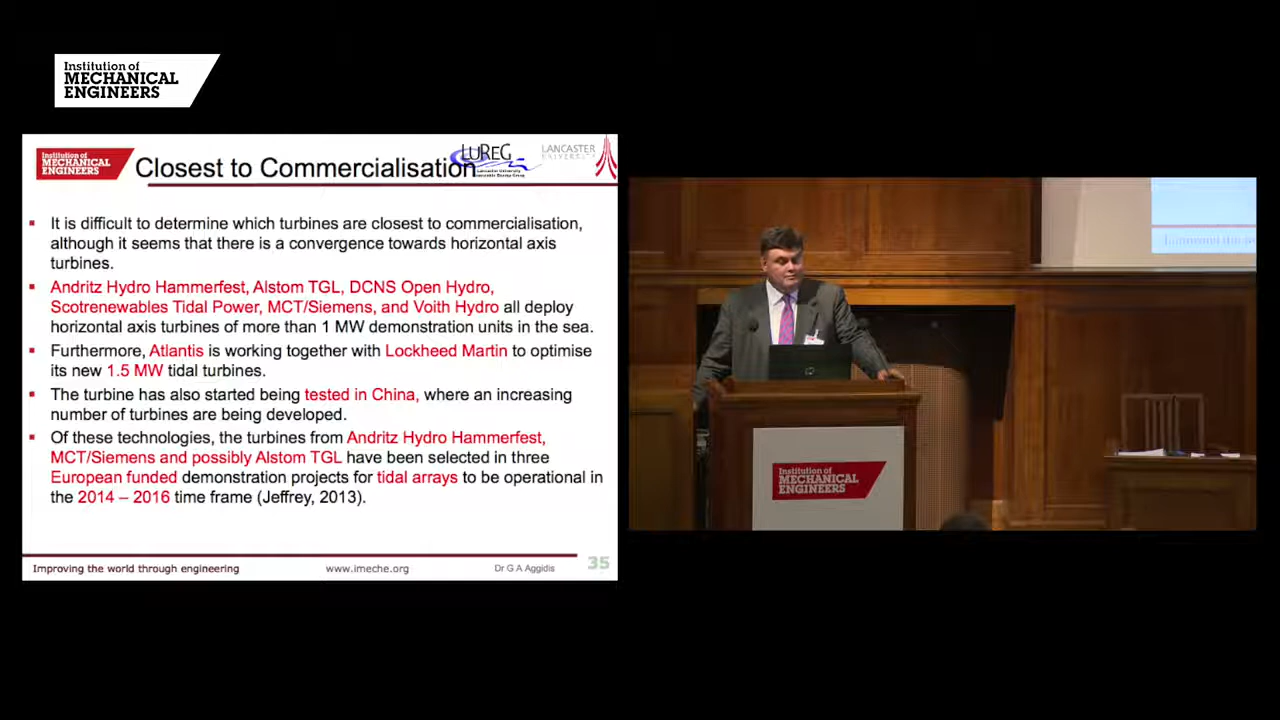 Institution of
MECHANICAL
ENGINEERS
Institution of
MECHANICAL
ENGINEERS
Closest to Commercialisation
LUREG
Lancaster University
Renewable Energy Group
LANCASTER
UNIVERSITY
It is difficult to determine which turbines are closest to commercialisation,
although it seems that there is a convergence towards horizontal axis
turbines.
Andritz Hydro Hammerfest, Alstom TGL, DCNS Open Hydro,
Scotrenewables Tidal Power, MCT/Siemens, and Voith Hydro all deploy
horizontal axis turbines of more than 1 MW demonstration units in the sea.
Furthermore, Atlantis is working together with Lockheed Martin to optimise
its new 1.5 MW tidal turbines.
The turbine has also started being tested in China, where an increasing
number of turbines are being developed.
Of these technologies, the turbines from Andritz Hydro Hammerfest,
MCT/Siemens and possibly Alstom TGL have been selected in three
European funded demonstration projects for tidal arrays to be operational in
the 2014 – 2016 time frame (Jeffrey, 2013).
Improving the world through engineering
www.imeche.org
Dr G A Aggidis
35
Institution of
MECHANICAL
ENGINEERS